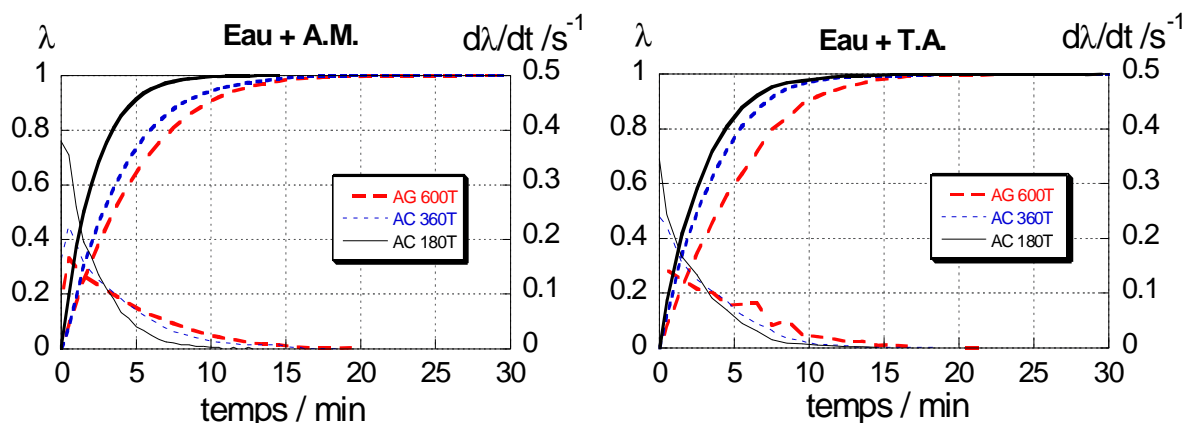 λ
Eau + A.M.
dλ/dt /s⁻¹
1
0.8
0.6
0.4
0.2
0
0.5
0.4
0.3
0.2
0.1
0
AG 600T
AC 360T
AC 180T
0 5 10 15 20 25 30
temps / min
λ
Eau + T.A.
dλ/dt /s⁻¹
1
0.8
0.6
0.4
0.2
0
0.5
0.4
0.3
0.2
0.1
0
AG 600T
AC 360T
AC 180T
0 5 10 15 20 25 30
temps / min